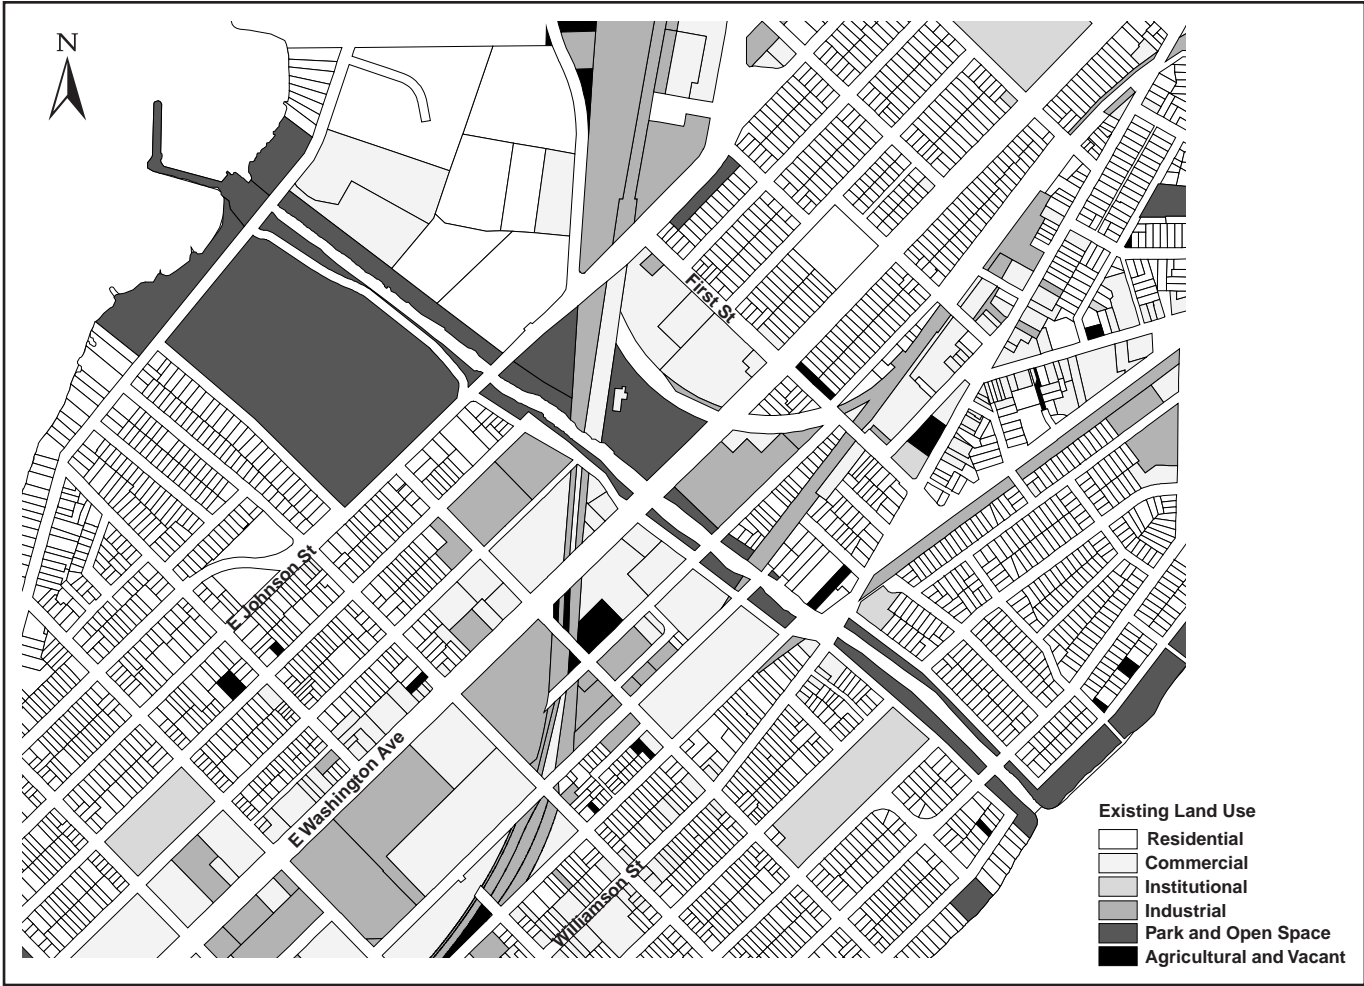 N
First St
E Johnson St
E Washington Ave
Williamson St
Existing Land Use
Residential
Commercial
Institutional
Industrial
Park and Open Space
Agricultural and Vacant